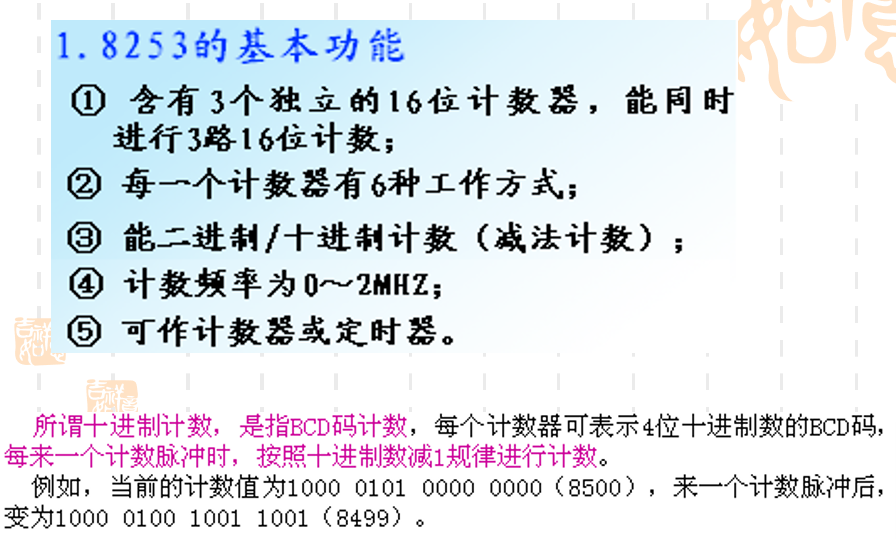 1.8253的基本功能
① 含有3个独立的16位计数器，能同时
进行3路16位计数；
② 每一个计数器有6种工作方式；
③ 能二进制/十进制计数（减法计数）；
④ 计数频率为0～2MHZ；
⑤ 可作计数器或定时器。
所谓十进制计数，是指BCD码计数，每个计数器可表示4位十进制数的BCD码，
每来一个计数脉冲时，按照十进制数减1规律进行计数。
例如，当前的计数值为1000 0101 0000 0000（8500），来一个计数脉冲后，
变为1000 0100 1001 1001（8499）。